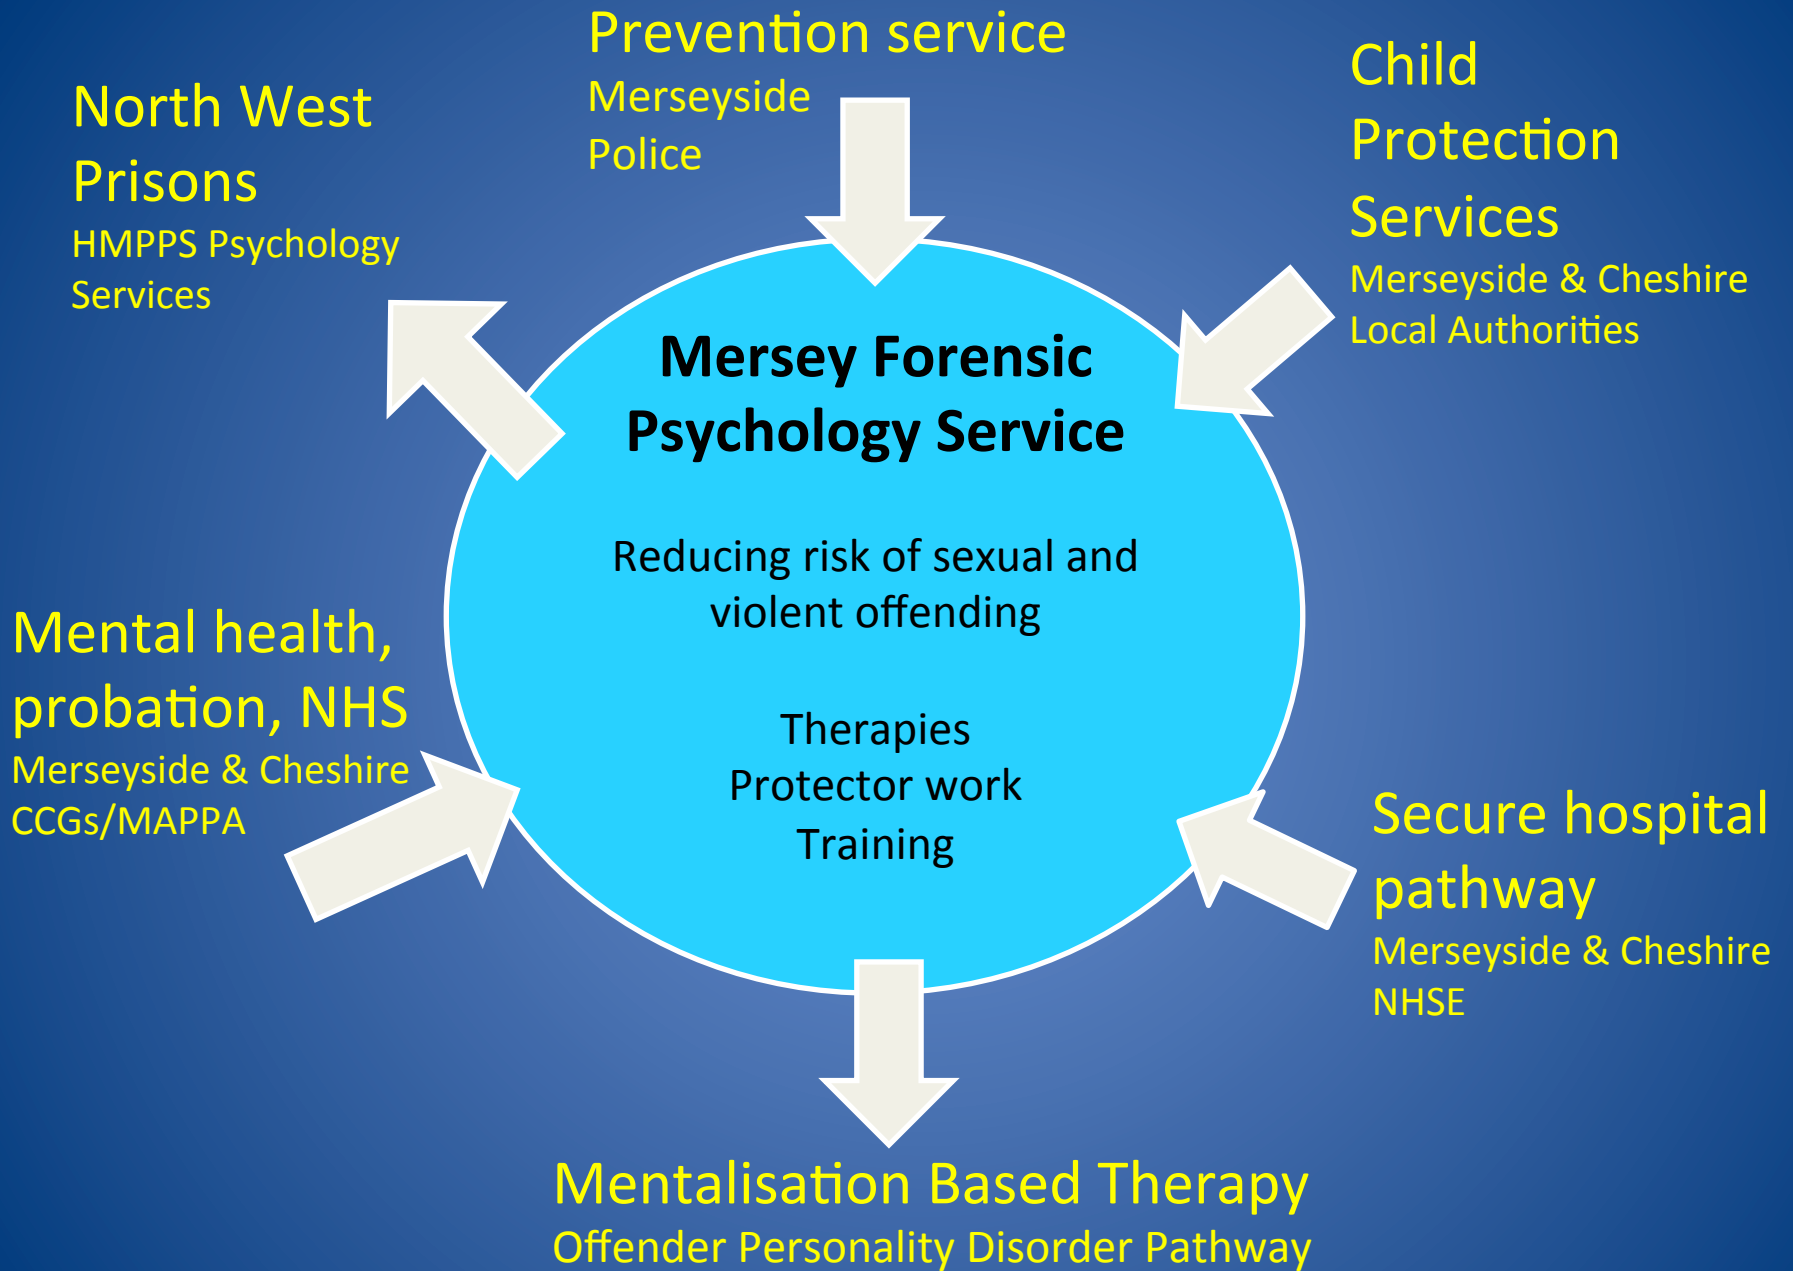 Prevention service
Merseyside
Police
North West
Prisons
HMPPS Psychology
Services
Child
Protection
Services
Merseyside & Cheshire
Local Authorities
Mersey Forensic
Psychology Service
Reducing risk of sexual and
violent offending
Therapies
Protector work
Training
Mental health,
probation, NHS
Merseyside & Cheshire
CCGs/MAPPA
Secure hospital
pathway
Merseyside & Cheshire
NHSE
Mentalisation Based Therapy
Offender Personality Disorder Pathway